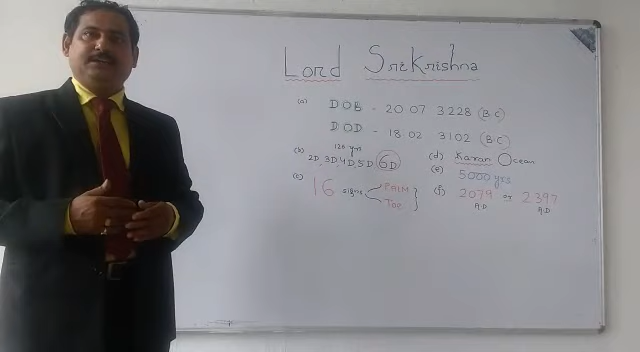 Lord SriKrishna
(a) DOB - 20 07 3228 (B.C)
DOD - 18.02 3102 (B.C)
126 yrs
(b) 2D, 3D, 4D, 5D 6D
(c) 16 signs PALM Toe
(d) Karan Ocean
(e) 5000 yrs
(f) 2079 A.D or 2397 A.D